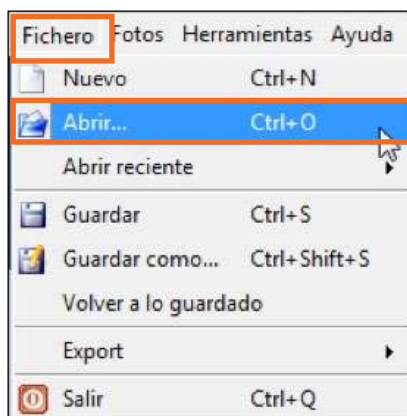 Fichero Fotos Herramientas Ayuda
Nuevo Ctrl+N
Abrir... Ctrl+O
Abrir reciente
Guardar Ctrl+S
Guardar como... Ctrl+Shift+S
Volver a lo guardado
Export
Salir Ctrl+Q